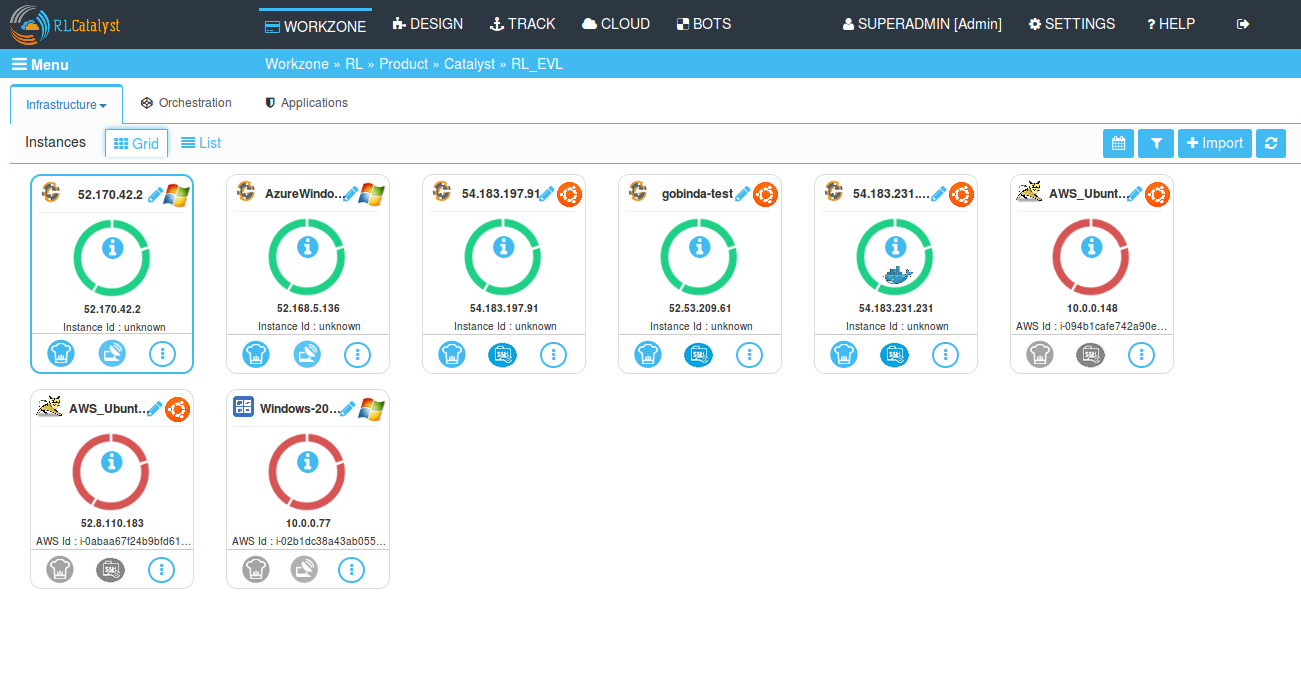 RLCatalyst WORKZONE DESIGN TRACK CLOUD BOTS SUPERADMIN [Admin] SETTINGS HELP
Menu Workzone » RL » Product » Catalyst » RL_EVL
Infrastructure Orchestration Applications
Instances Grid List Import
52.170.42.2 AzureWindo... 54.183.197.91 gobinda-test 54.183.231.... AWS_Ubunt...
52.170.42.2 52.168.5.136 54.183.197.91 52.53.209.61 54.183.231.231 10.0.0.148
Instance Id : unknown Instance Id : unknown Instance Id : unknown Instance Id : unknown Instance Id : unknown AWS Id : i-094b1cafe742a90e...
AWS_Ubunt... Windows-20...
52.8.110.183 10.0.0.77
AWS Id : i-0abaa67f24b9bfd61... AWS Id : i-02b1dc38a43ab055...